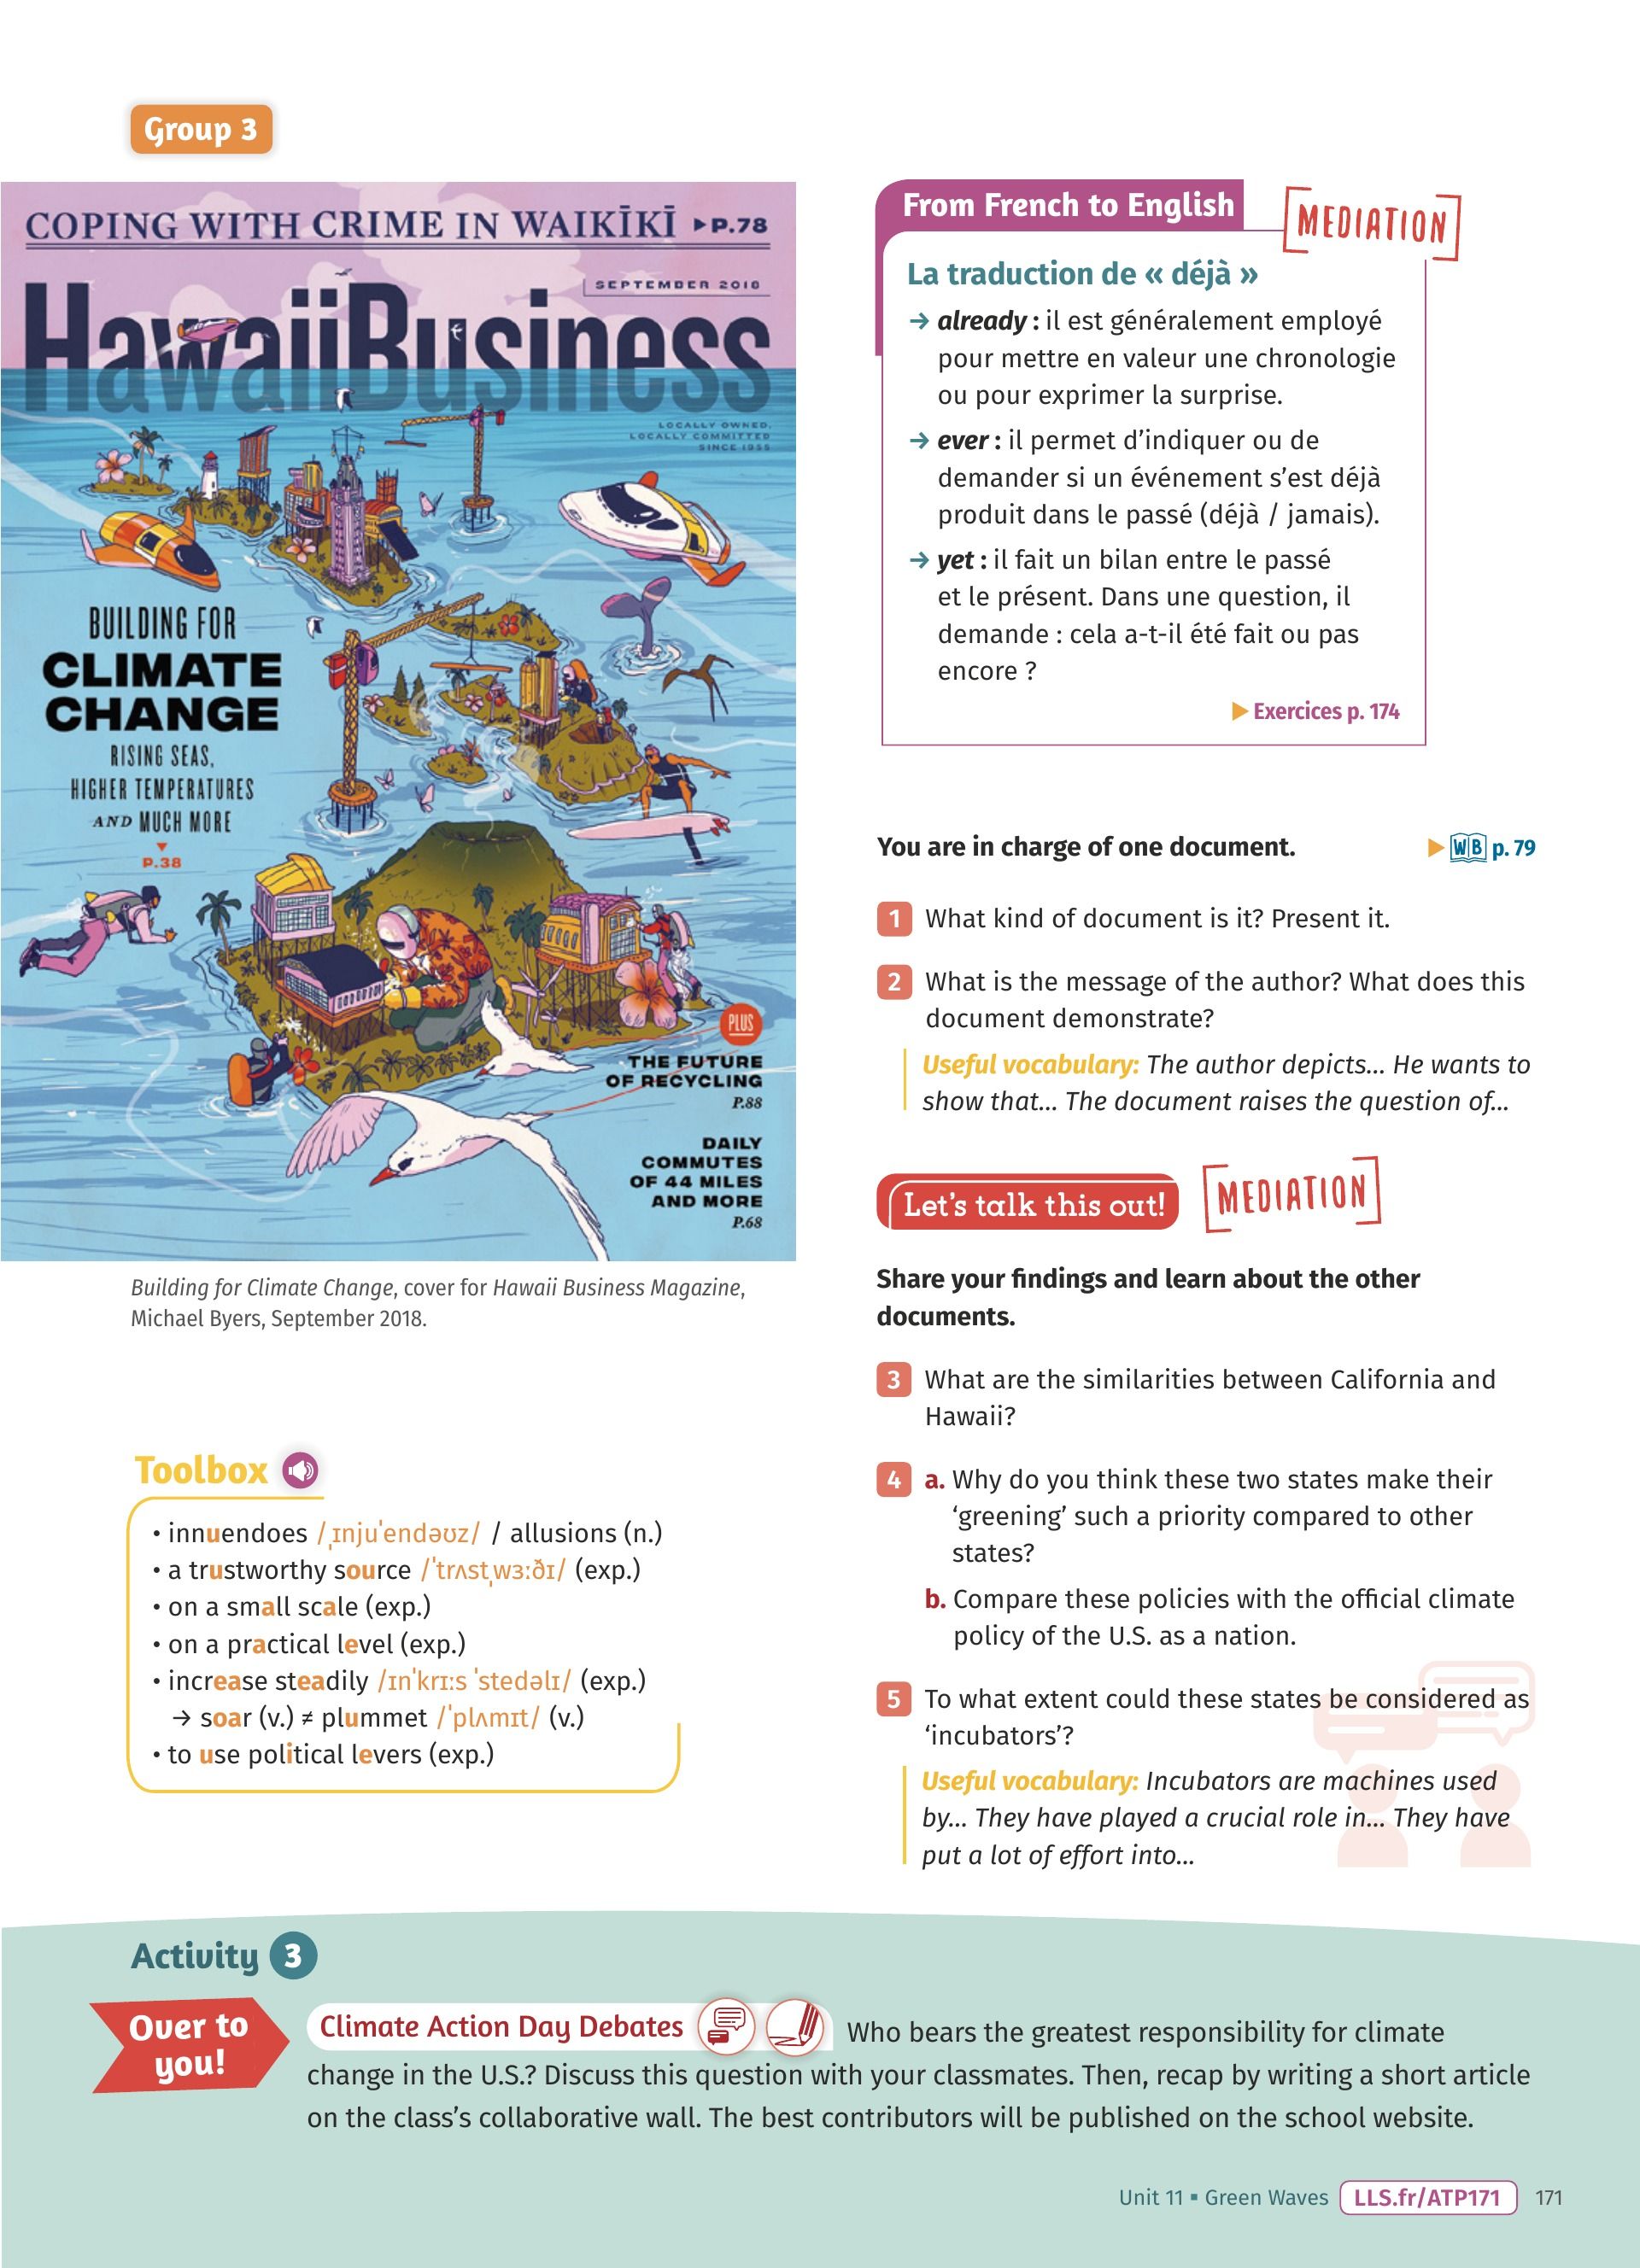 Group 3
COPING WITH CRIME IN WAIKĪKĪ ▸P.78
SEPTEMBER 2018
HawaiiBusiness
LOCALLY OWNED,
LOCALLY COMMITTED
SINCE 1955
BUILDING FOR
CLIMATE
CHANGE
RISING SEAS,
HIGHER TEMPERATURES
AND MUCH MORE
P.38
PLUS
THE FUTURE
OF RECYCLING
P.88
DAILY
COMMUTES
OF 44 MILES
AND MORE
P.68
Building for Climate Change, cover for Hawaii Business Magazine,
Michael Byers, September 2018.
Toolbox
• innuendoes /ˌɪnjuˈendəʊz/ / allusions (n.)
• a trustworthy source /ˈtrʌstˌwɜːðɪ/ (exp.)
• on a small scale (exp.)
• on a practical level (exp.)
• increase steadily /ɪnˈkrɪːs ˈstedəlɪ/ (exp.)
→ soar (v.) ≠ plummet /ˈplʌmɪt/ (v.)
• to use political levers (exp.)
From French to English
MEDIATION
La traduction de « déjà »
→ already : il est généralement employé
pour mettre en valeur une chronologie
ou pour exprimer la surprise.
→ ever : il permet d’indiquer ou de
demander si un événement s’est déjà
produit dans le passé (déjà / jamais).
→ yet : il fait un bilan entre le passé
et le présent. Dans une question, il
demande : cela a-t-il été fait ou pas
encore ?
▸ Exercices p. 174
You are in charge of one document. ▸ WB p. 79
1 What kind of document is it? Present it.
2 What is the message of the author? What does this
document demonstrate?
Useful vocabulary: The author depicts... He wants to
show that... The document raises the question of...
Let’s talk this out! MEDIATION
Share your findings and learn about the other
documents.
3 What are the similarities between California and
Hawaii?
4 a. Why do you think these two states make their
‘greening’ such a priority compared to other
states?
b. Compare these policies with the official climate
policy of the U.S. as a nation.
5 To what extent could these states be considered as
‘incubators’?
Useful vocabulary: Incubators are machines used
by... They have played a crucial role in... They have
put a lot of effort into...
Activity 3
Over to
you!
Climate Action Day Debates Who bears the greatest responsibility for climate
change in the U.S.? Discuss this question with your classmates. Then, recap by writing a short article
on the class’s collaborative wall. The best contributors will be published on the school website.
Unit 11 ▪ Green Waves LLS.fr/ATP171 171